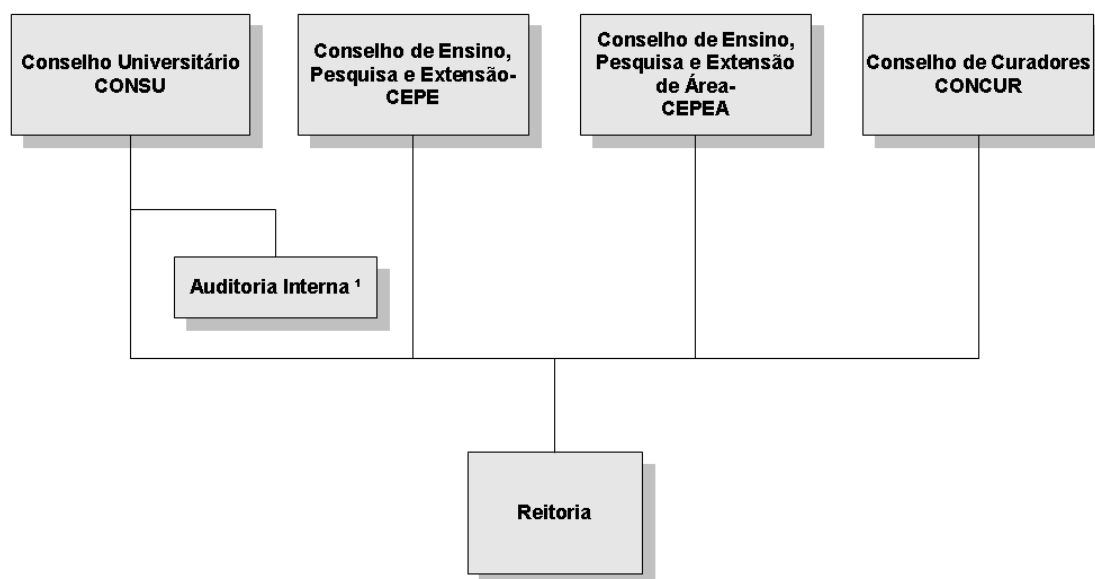 Conselho Universitário
CONSU
Conselho de Ensino,
Pesquisa e Extensão-
CEPE
Conselho de Ensino,
Pesquisa e Extensão
de Área-
CEPEA
Conselho de Curadores
CONCUR
Auditoria Interna ¹
Reitoria